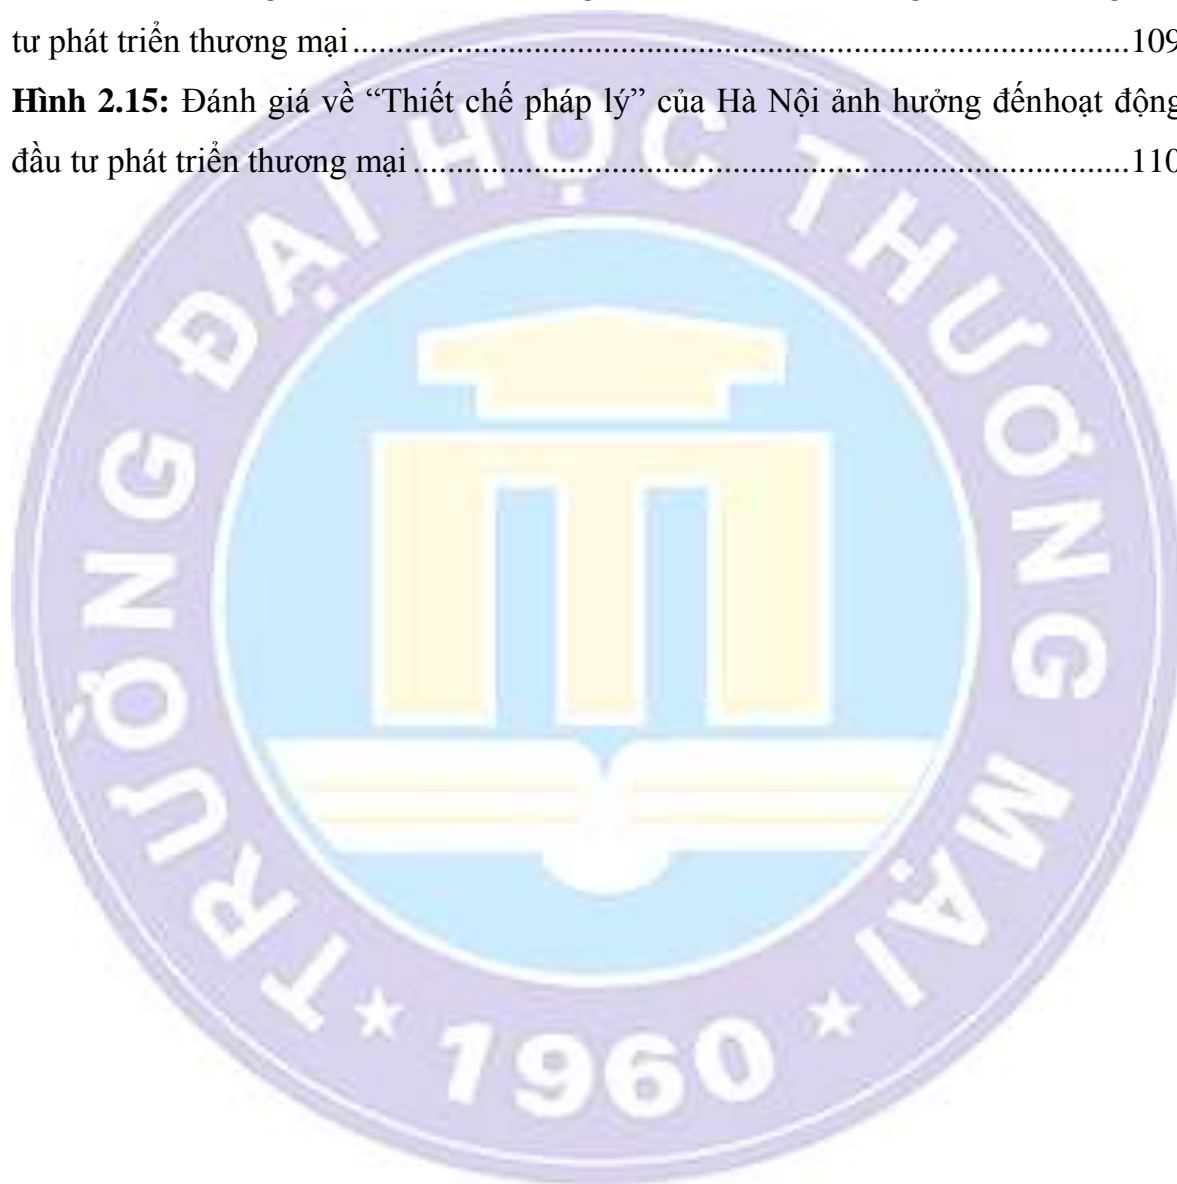 tư phát triển thương mại.......................................................................................109
Hình 2.15: Đánh giá về “Thiết chế pháp lý” của Hà Nội ảnh hưởng đếnhoạt động
đầu tư phát triển thương mại................................................................................110
TRƯỜNG ĐẠI HỌC THƯƠNG MẠI
★ 1960 ★